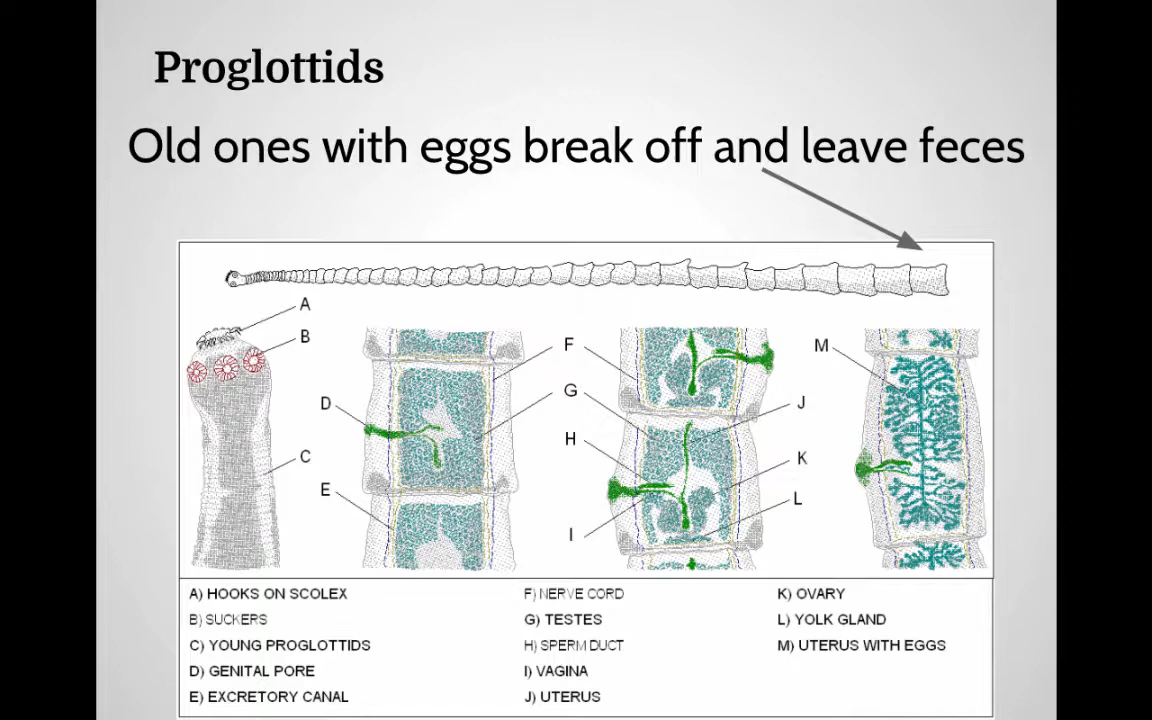 Proglottids
Old ones with eggs break off and leave feces
A
B
F
M
G
D
J
H
C
K
E
L
I
A) HOOKS ON SCOLEX
B) SUCKERS
C) YOUNG PROGLOTTIDS
D) GENITAL PORE
E) EXCRETORY CANAL
F) NERVE CORD
G) TESTES
H) SPERM DUCT
I) VAGINA
J) UTERUS
K) OVARY
L) YOLK GLAND
M) UTERUS WITH EGGS